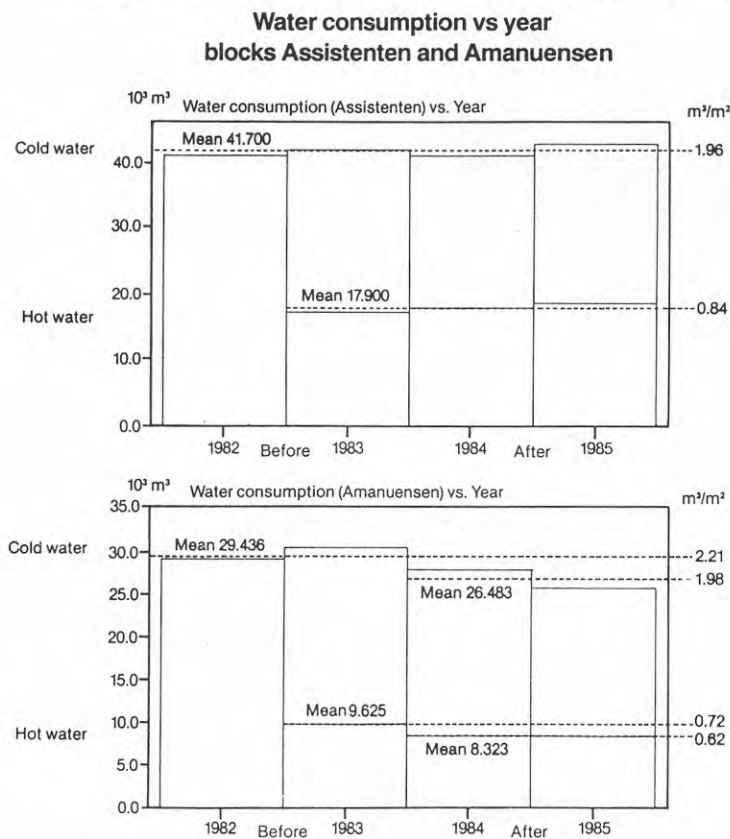 Water consumption vs year
blocks Assistenten and Amanuensen
10³ m³
Water consumption (Assistenten) vs. Year
m³/m²
Cold water
Mean 41.700
1.96
40.0
30.0
20.0
Mean 17.900
Hot water
0.84
10.0
0.0
1982 Before 1983 1984 After 1985
10³ m³
Water consumption (Amanuensen) vs. Year
m³/m²
35.0
Cold water
30.0
Mean 29.436
2.21
1.98
Mean 26.483
25.0
20.0
15.0
Mean 9.625
10.0
0.72
Hot water
0.62
Mean 8.323
5.0
0.0
1982 Before 1983 1984 After 1985